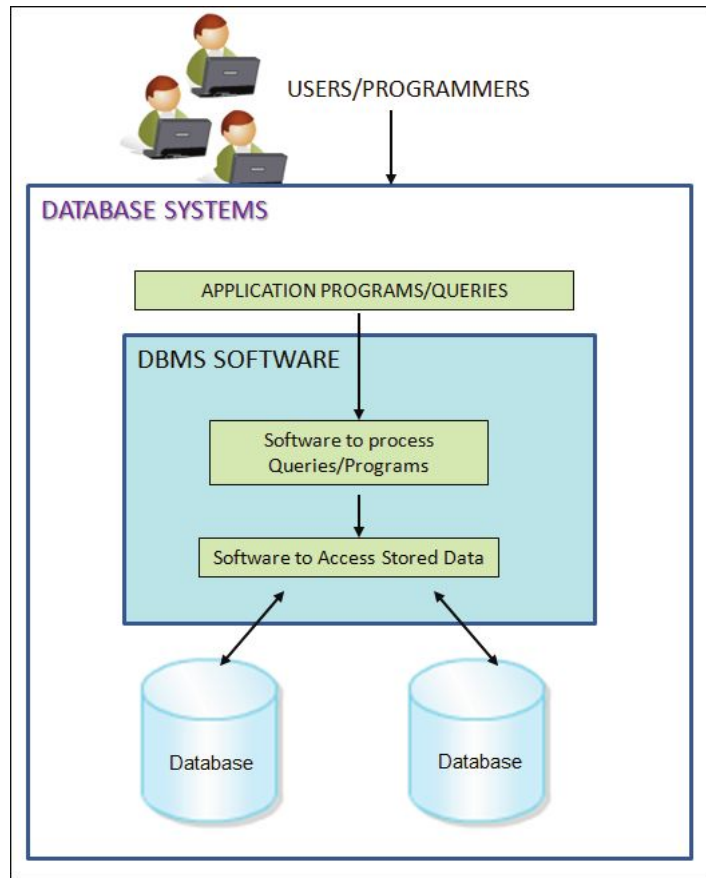 USERS/PROGRAMMERS
DATABASE SYSTEMS
APPLICATION PROGRAMS/QUERIES
DBMS SOFTWARE
Software to process
Queries/Programs
Software to Access Stored Data
Database
Database